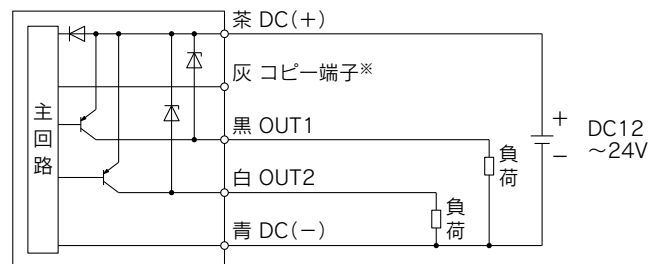 茶 DC(+)
灰 コピー端子※
主回路
黒 OUT1
+
−
DC12
～24V
負荷
白 OUT2
負荷
青 DC(−)